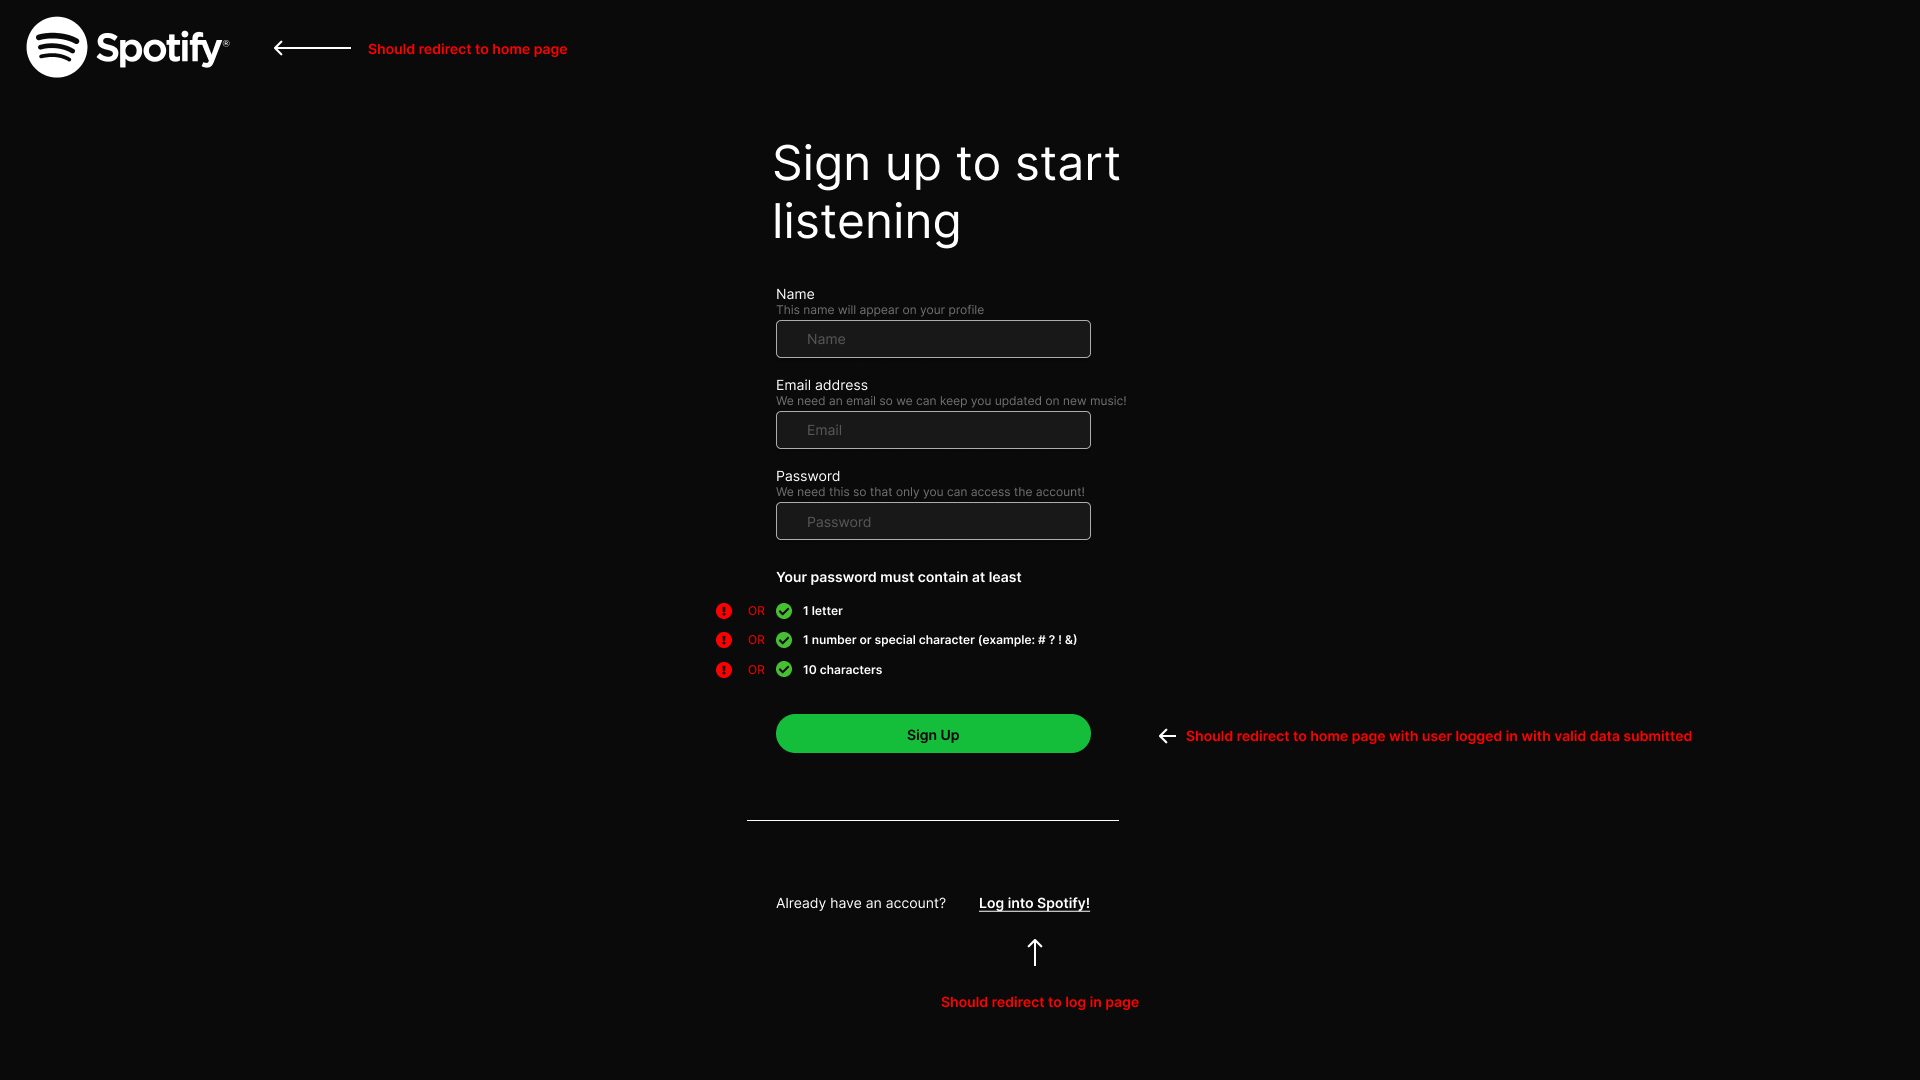 Spotify®
Should redirect to home page
Sign up to start
listening
Name
This name will appear on your profile
Name
Email address
We need an email so we can keep you updated on new music!
Email
Password
We need this so that only you can access the account!
Password
Your password must contain at least
! OR 1 letter
! OR 1 number or special character (example: # ? ! &)
! OR 10 characters
Sign Up
Should redirect to home page with user logged in with valid data submitted
Already have an account? Log into Spotify!
Should redirect to log in page